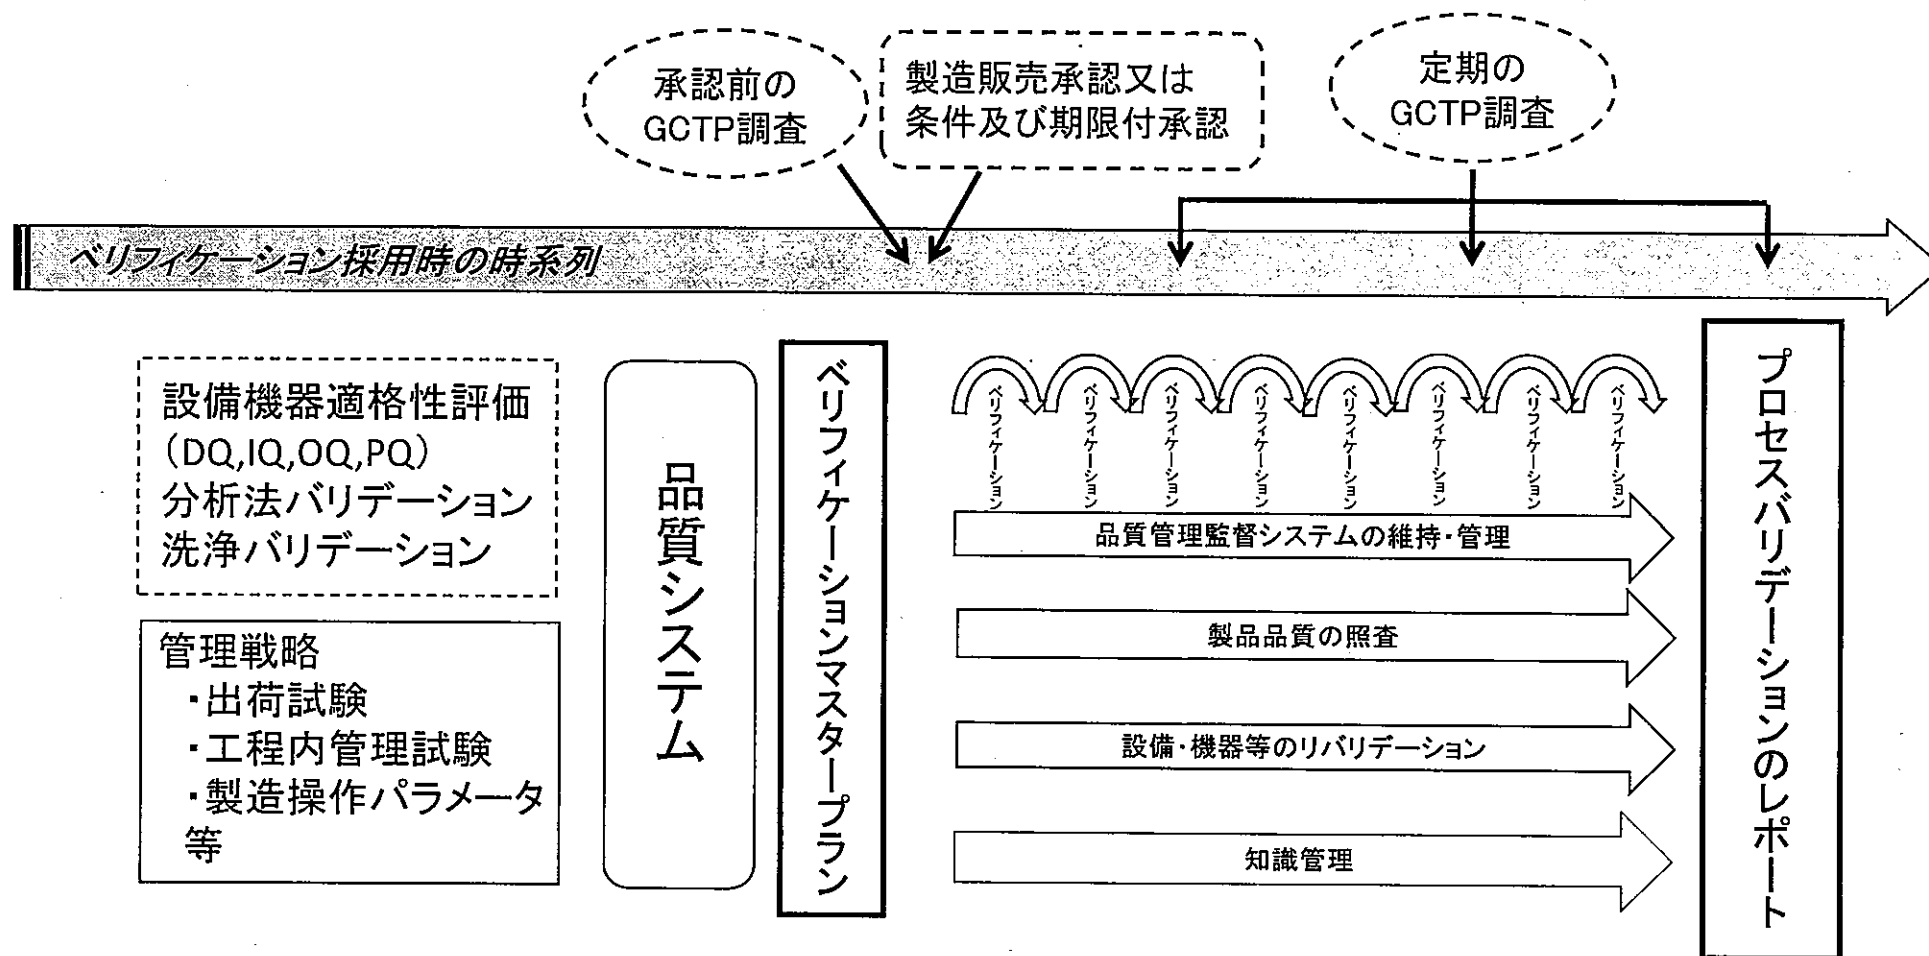 承認前の
GCTP調査
製造販売承認又は
条件及び期限付承認
定期の
GCTP調査
ベリフィケーション採用時の時系列
設備機器適格性評価
(DQ,IQ,OQ,PQ)
分析法バリデーション
洗浄バリデーション
管理戦略
・出荷試験
・工程内管理試験
・製造操作パラメータ
等
品質システム
ベリフィケーションマスタープラン
ベリフィケーション
ベリフィケーション
ベリフィケーション
ベリフィケーション
ベリフィケーション
ベリフィケーション
ベリフィケーション
ベリフィケーション
品質管理監督システムの維持・管理
製品品質の照査
設備・機器等のリバリデーション
知識管理
プロセスバリデーションのレポート